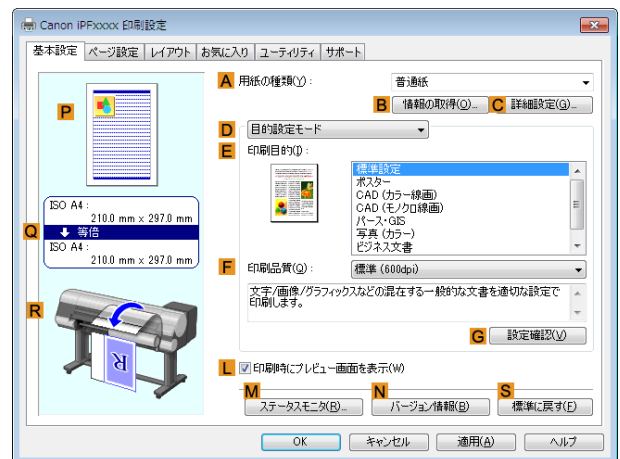 Canon iPFxxxx 印刷設定
基本設定 ページ設定 レイアウト お気に入り ユーティリティ サポート
A 用紙の種類(Y): 普通紙
B 情報の取得(O)... C 詳細設定(G)...
P
D 目的設定モード
E 印刷目的(I):
標準設定
ポスター
CAD (カラー線画)
CAD (モノクロ線画)
パース・GIS
写真 (カラー)
ビジネス文書
ISO A4:
210.0 mm x 297.0 mm
Q 等倍
ISO A4:
210.0 mm x 297.0 mm
F 印刷品質(Q): 標準 (600dpi)
文字/画像/グラフィックスなどの混在する一般的な文書を適切な設定で
印刷します。
R
R
G 設定確認(V)
L 印刷時にプレビュー画面を表示(W)
M ステータスモニタ(R)... N バージョン情報(B) S 標準に戻す(F)
OK キャンセル 適用(A) ヘルプ